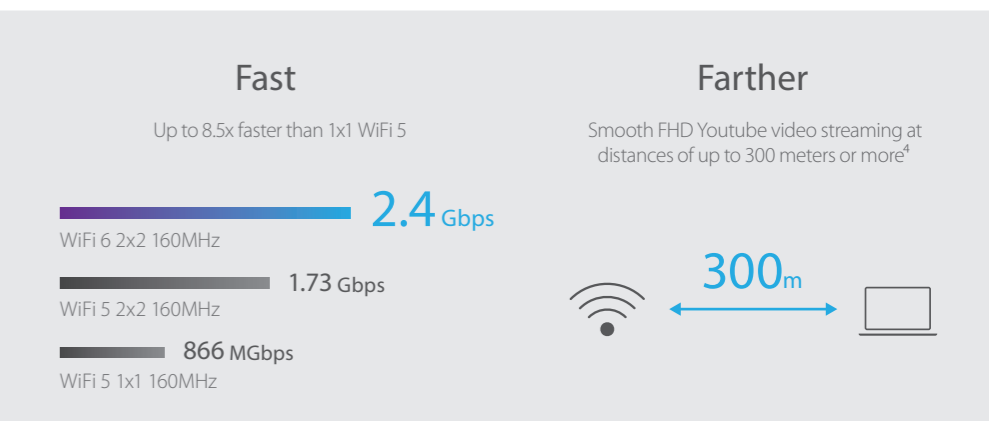 Fast
Up to 8.5x faster than 1x1 WiFi 5
2.4 Gbps
WiFi 6 2x2 160MHz
1.73 Gbps
WiFi 5 2x2 160MHz
866 MGbps
WiFi 5 1x1 160MHz
Farther
Smooth FHD Youtube video streaming at
distances of up to 300 meters or more⁴
300m